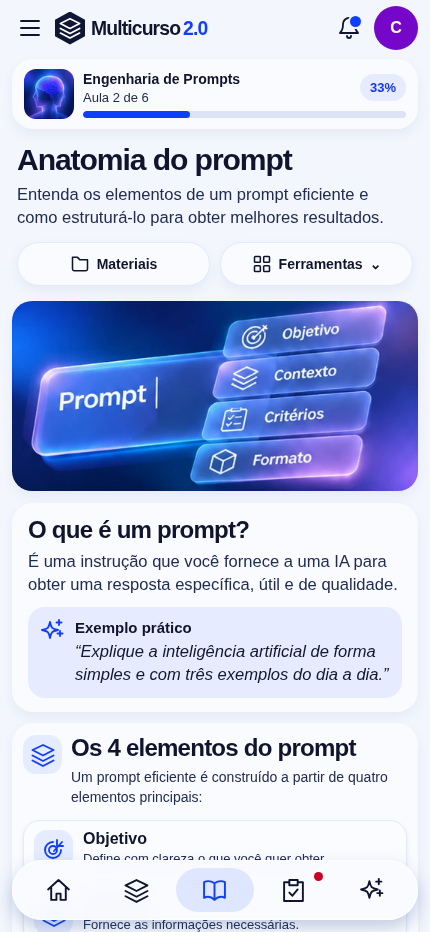 Multicurso 2.0
C
Engenharia de Prompts
Aula 2 de 6
33%
Anatomia do prompt
Entenda os elementos de um prompt eficiente e
como estruturá-lo para obter melhores resultados.
Materiais
Ferramentas
Prompt
Objetivo
Contexto
Critérios
Formato
O que é um prompt?
É uma instrução que você fornece a uma IA para
obter uma resposta específica, útil e de qualidade.
Exemplo prático
“Explique a inteligência artificial de forma
simples e com três exemplos do dia a dia.”
Os 4 elementos do prompt
Um prompt eficiente é construído a partir de quatro
elementos principais:
Objetivo
Define com clareza o que você quer obter.
Fornece as informações necessárias.